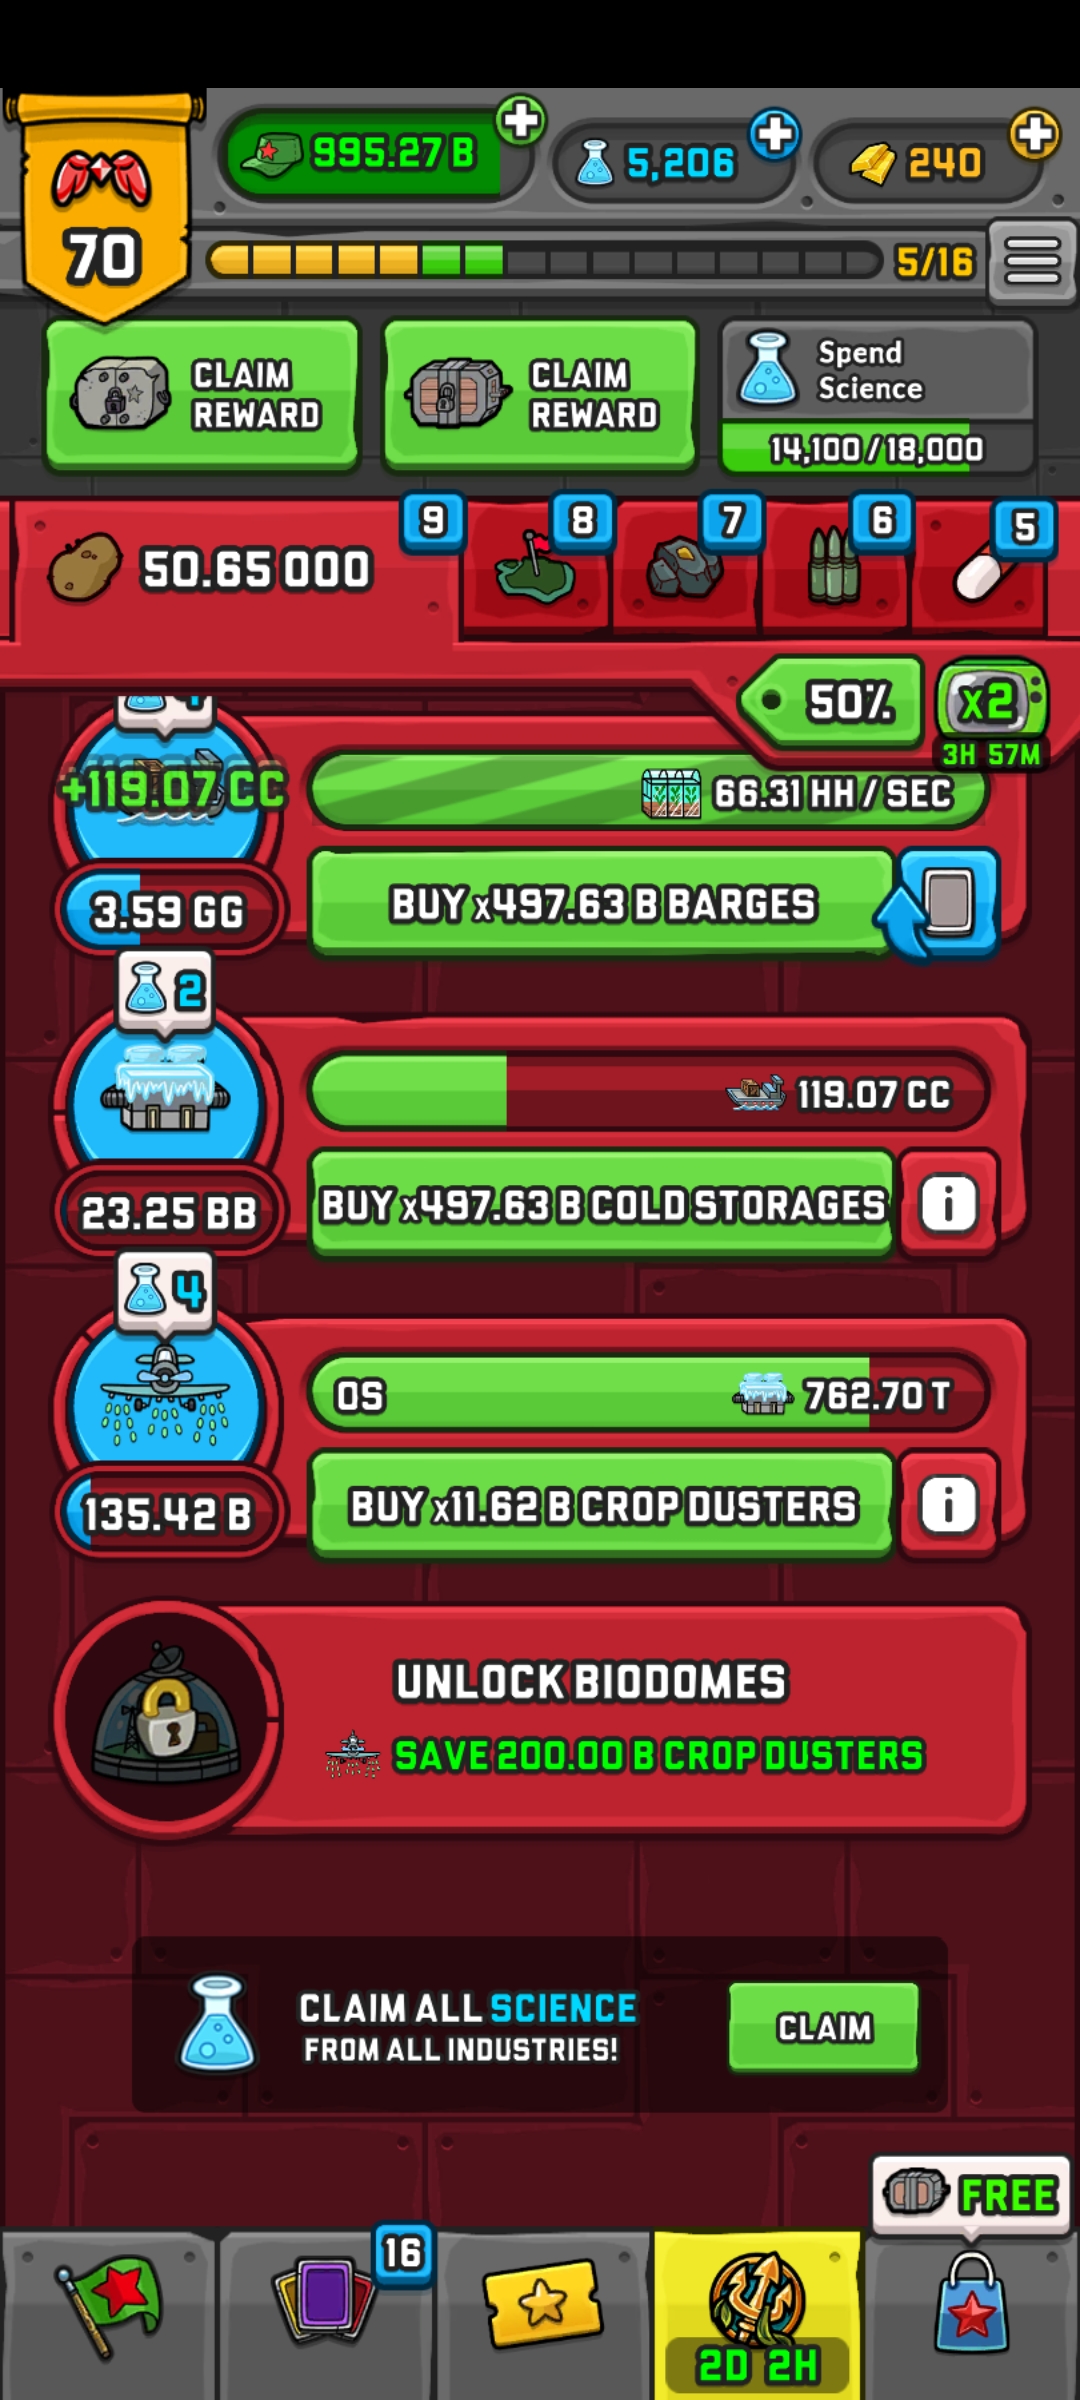 995.27 B
5,206
240
70
5/16
CLAIM
REWARD
CLAIM
REWARD
Spend
Science
14,100/18,000
50.65 OOO
9
8
7
6
5
50%
x2
3H 57M
+119.07 CC
66.31 HH/SEC
3.59 GG
BUY x497.63 B BARGES
2
119.07 CC
23.25 BB
BUY x497.63 B COLD STORAGES
i
4
0S
762.70 T
135.42 B
BUY x11.62 B CROP DUSTERS
i
UNLOCK BIODOMES
SAVE 200.00 B CROP DUSTERS
CLAIM ALL SCIENCE
FROM ALL INDUSTRIES!
CLAIM
FREE
16
2D 2H